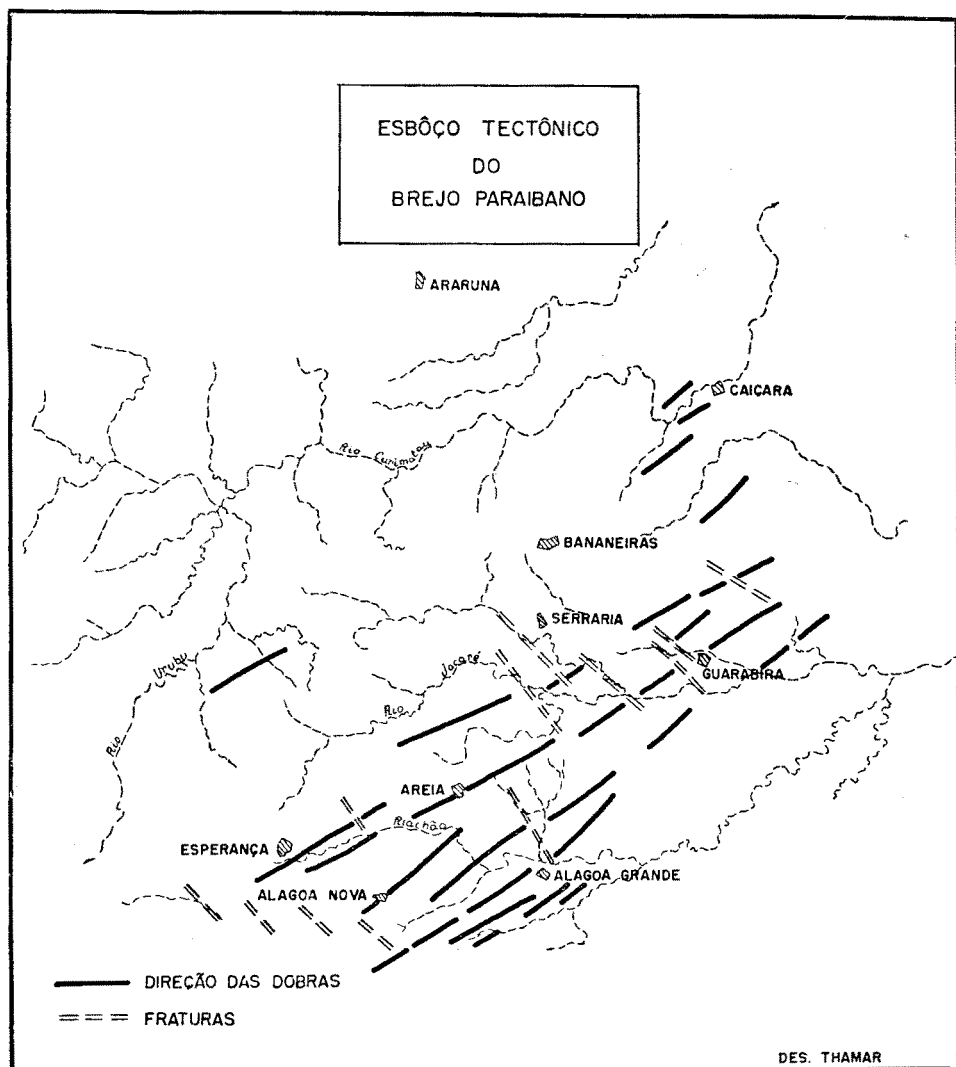 ESBÔÇO TECTÔNICO
DO
BREJO PARAIBANO
ARARUNA
CAIÇARA
Rio Curimataú
BANANEIRAS
SERRARIA
GUARABIRA
Rio Urubu
Rio Jacaré
AREIA
Riachão
ESPERANÇA
ALAGOA NOVA
ALAGOA GRANDE
DIREÇÃO DAS DOBRAS
FRATURAS
DES. THAMAR